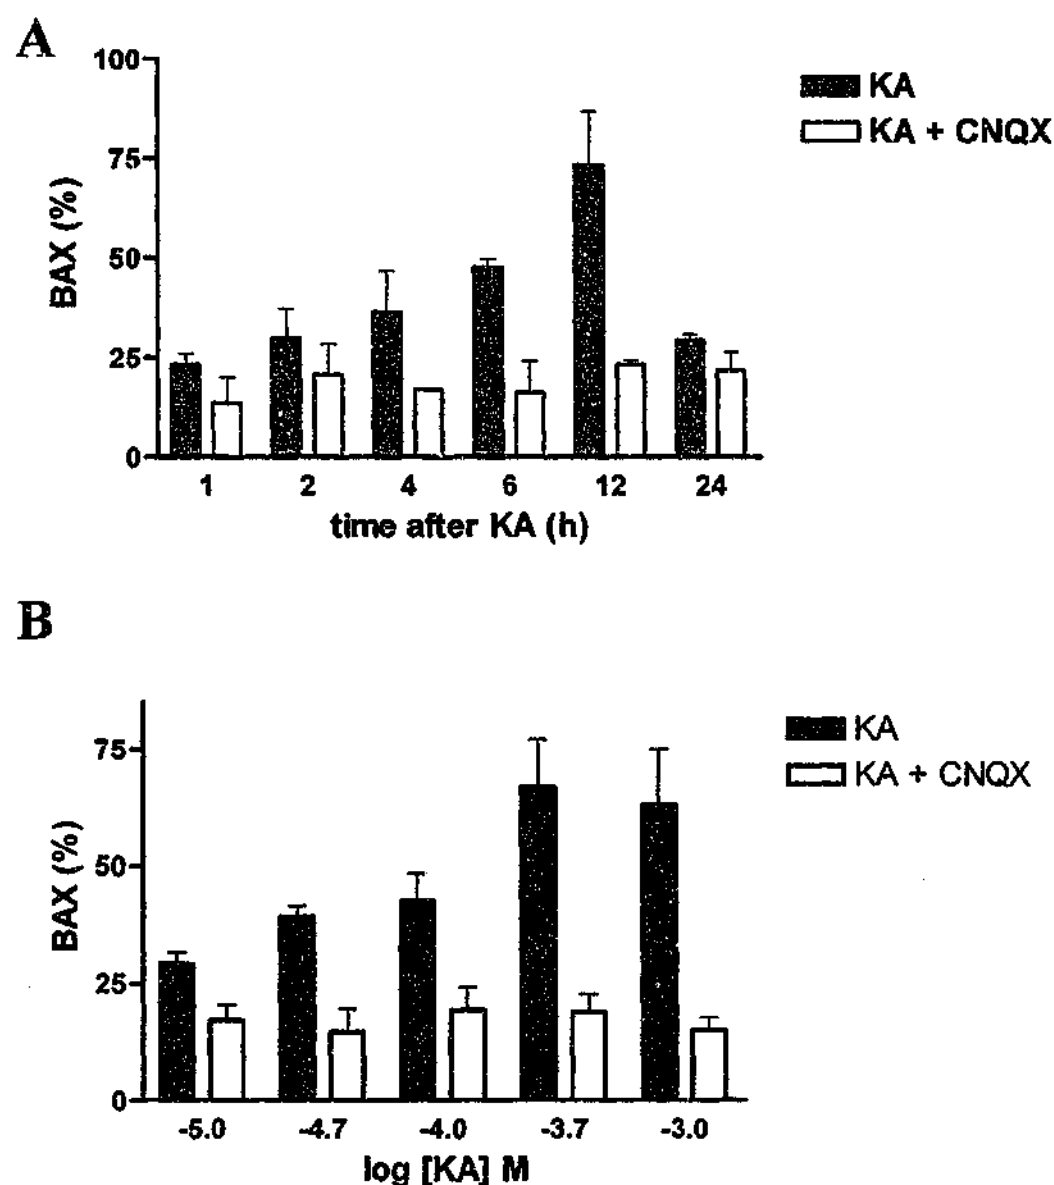 A
100
75
50
25
0
BAX (%)
KA
KA + CNQX
1 2 4 6 12 24
time after KA (h)
B
75
50
25
0
BAX (%)
KA
KA + CNQX
-5.0 -4.7 -4.0 -3.7 -3.0
log [KA] M